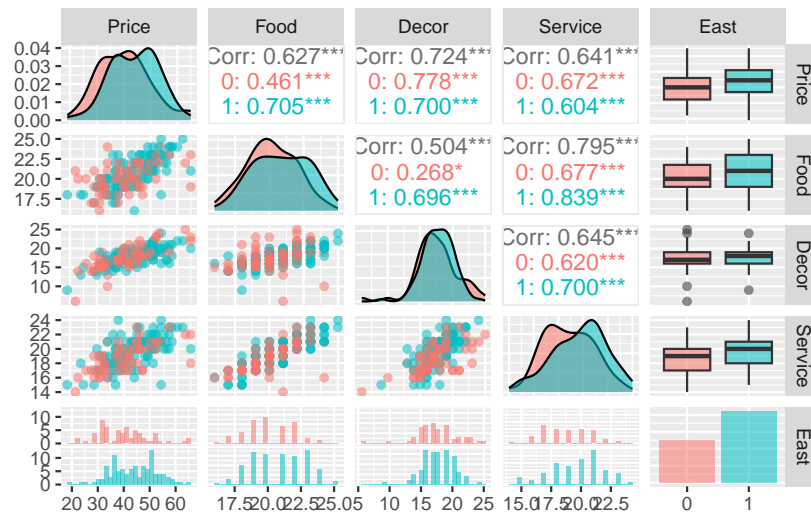 Price Food Decor Service East
0.04
0.03
0.02
0.01
0.00
Corr: 0.627***
0: 0.461***
1: 0.705***
Corr: 0.724***
0: 0.778***
1: 0.700***
Corr: 0.641***
0: 0.672***
1: 0.604***
Price
25.0
22.5
20.0
17.5
Corr: 0.504***
0: 0.268*
1: 0.696***
Corr: 0.795***
0: 0.677***
1: 0.839***
Food
25
20
15
10
Corr: 0.645***
0: 0.620***
1: 0.700***
Decor
24
22
20
18
16
14
Service
10
5
0
10
5
0
East
20 30 40 50 60
17.5 20.0 22.5 25.0
5 10 15 20 25
15.0 17.5 20.0 22.5
0 1